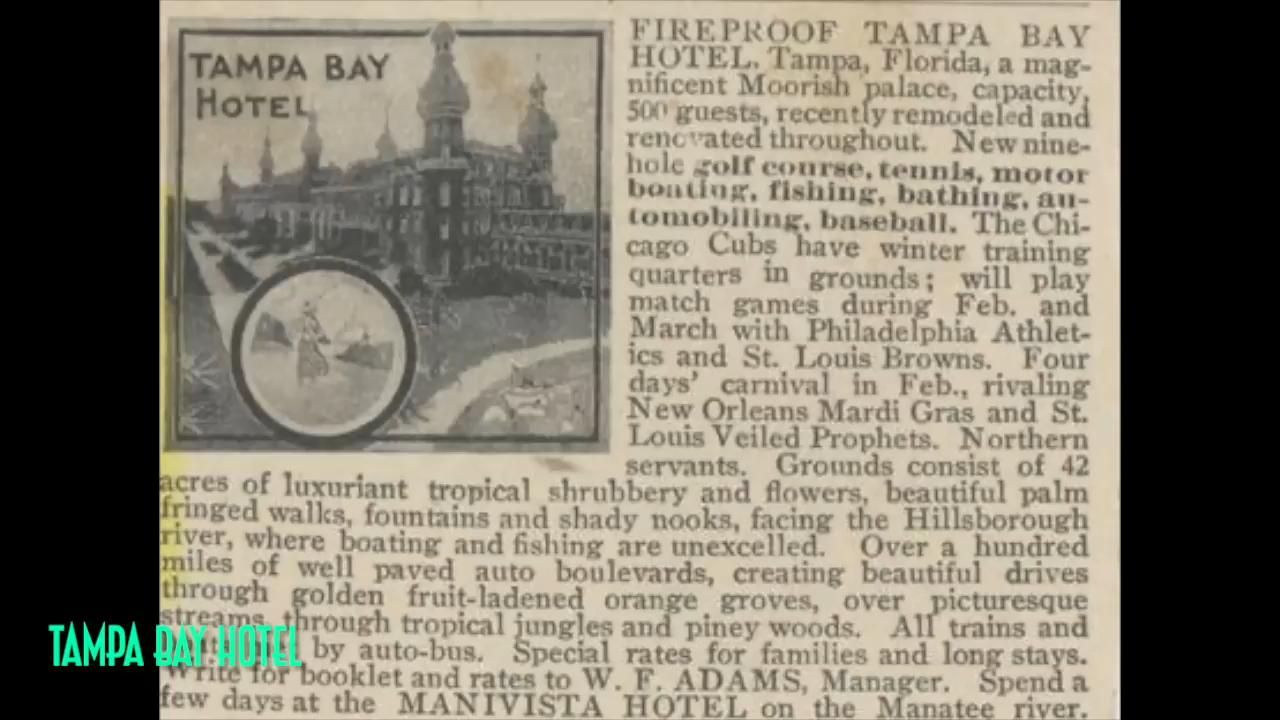 TAMPA BAY
HOTEL
FIREPROOF TAMPA BAY
HOTEL, Tampa, Florida, a mag-
nificent Moorish palace, capacity,
500 guests, recently remodeled and
renovated throughout. New nine-
hole golf course, tennis, motor
boating, fishing, bathing, au-
tomobiling, baseball. The Chi-
cago Cubs have winter training
quarters in grounds; will play
match games during Feb. and
March with Philadelphia Athlet-
ics and St. Louis Browns. Four
days' carnival in Feb., rivaling
New Orleans Mardi Gras and St.
Louis Veiled Prophets. Northern
servants. Grounds consist of 42
acres of luxuriant tropical shrubbery and flowers, beautiful palm
fringed walks, fountains and shady nooks, facing the Hillsborough
river, where boating and fishing are unexcelled. Over a hundred
miles of well paved auto boulevards, creating beautiful drives
through golden fruit-ladened orange groves, over picturesque
streams, through tropical jungles and piney woods. All trains and
by auto-bus. Special rates for families and long stays.
Write for booklet and rates to W. F. ADAMS, Manager. Spend a
few days at the MANIVISTA HOTEL on the Manatee river.
TAMPA BAY HOTEL